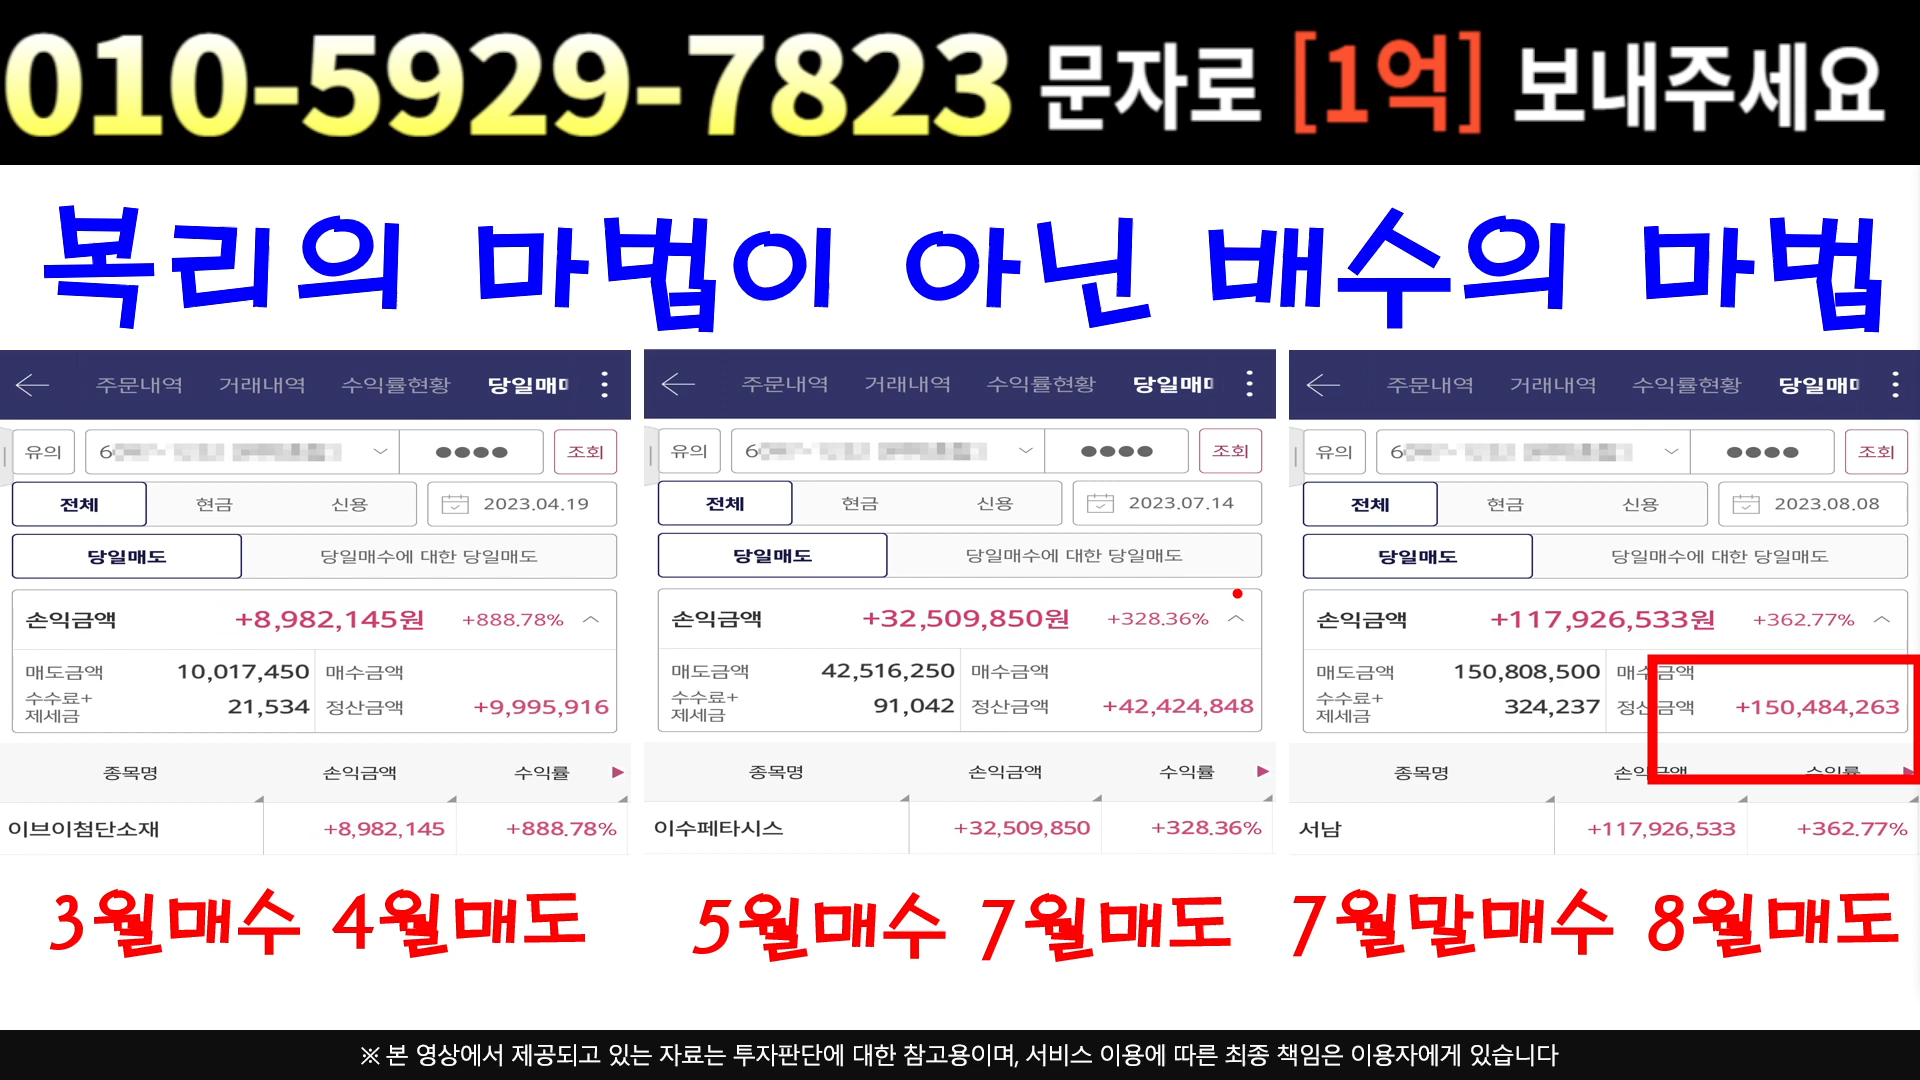 010-5929-7823 문자로 [1억] 보내주세요
복리의 마법이 아닌 배수의 마법
주문내역 거래내역 수익률현황 당일매
유의 6 ●●●● 조회
전체 현금 신용 2023.04.19
당일매도 당일매수에 대한 당일매도
손익금액 +8,982,145원 +888.78%
매도금액 10,017,450 매수금액
수수료+
제세금 21,534 정산금액 +9,995,916
종목명 손익금액 수익률
이브이첨단소재 +8,982,145 +888.78%
3월매수 4월매도
주문내역 거래내역 수익률현황 당일매
유의 6 ●●●● 조회
전체 현금 신용 2023.07.14
당일매도 당일매수에 대한 당일매도
손익금액 +32,509,850원 +328.36%
매도금액 42,516,250 매수금액
수수료+
제세금 91,042 정산금액 +42,424,848
종목명 손익금액 수익률
이수페타시스 +32,509,850 +328.36%
5월매수 7월매도
주문내역 거래내역 수익률현황 당일매
유의 6 ●●●● 조회
전체 현금 신용 2023.08.08
당일매도 당일매수에 대한 당일매도
손익금액 +117,926,533원 +362.77%
매도금액 150,808,500 매수금액
수수료+
제세금 324,237 정산금액 +150,484,263
종목명 손익금액 수익률
서남 +117,926,533 +362.77%
7월말매수 8월매도
※ 본 영상에서 제공되고 있는 자료는 투자판단에 대한 참고용이며, 서비스 이용에 따른 최종 책임은 이용자에게 있습니다